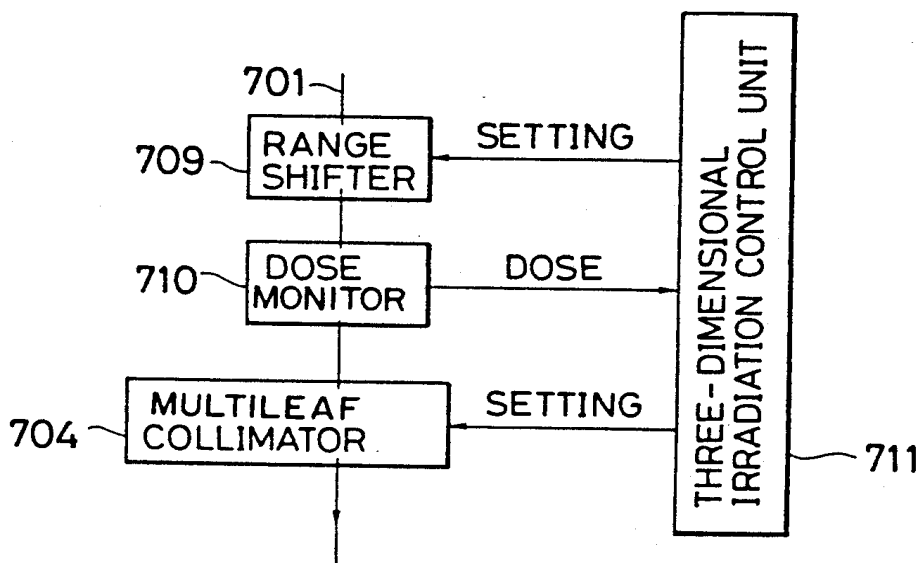 701
RANGE
SHIFTER
709
SETTING
DOSE
MONITOR
710
DOSE
MULTILEAF
COLLIMATOR
704
SETTING
THREE-DIMENSIONAL
IRRADIATION CONTROL UNIT
711